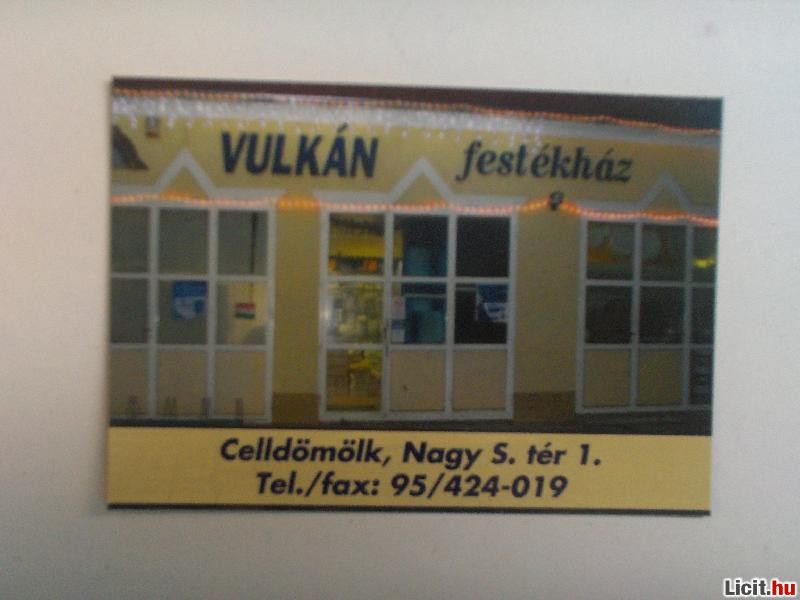 VULKÁN festékház
Celldömölk, Nagy S. tér 1.
Tel./fax: 95/424-019
Licit.hu